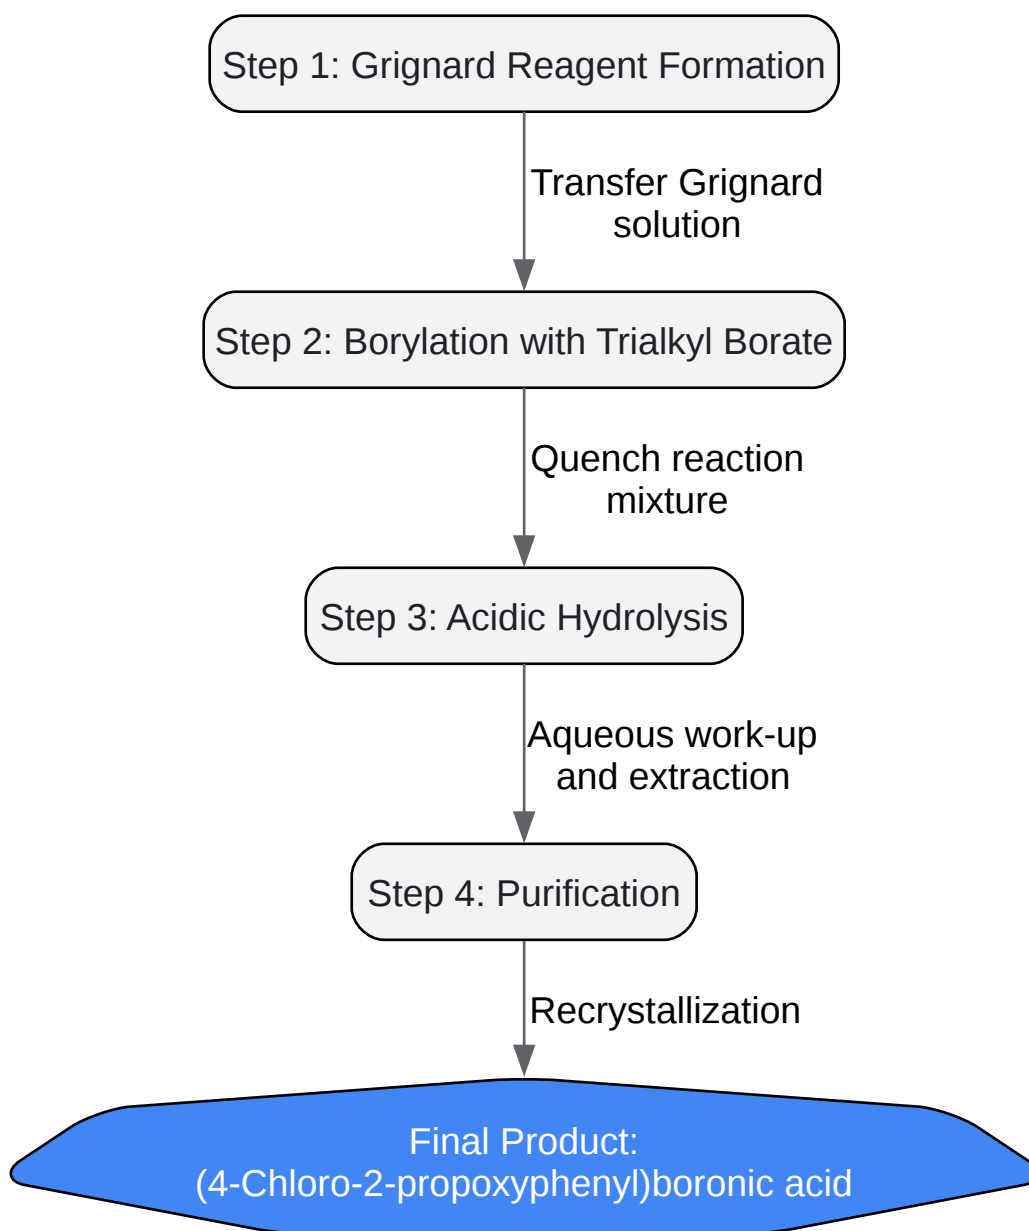 Step 1: Grignard Reagent Formation
Transfer Grignard
solution
Step 2: Borylation with Trialkyl Borate
Quench reaction
mixture
Step 3: Acidic Hydrolysis
Aqueous work-up
and extraction
Step 4: Purification
Recrystallization
Final Product:
(4-Chloro-2-propoxyphenyl)boronic acid